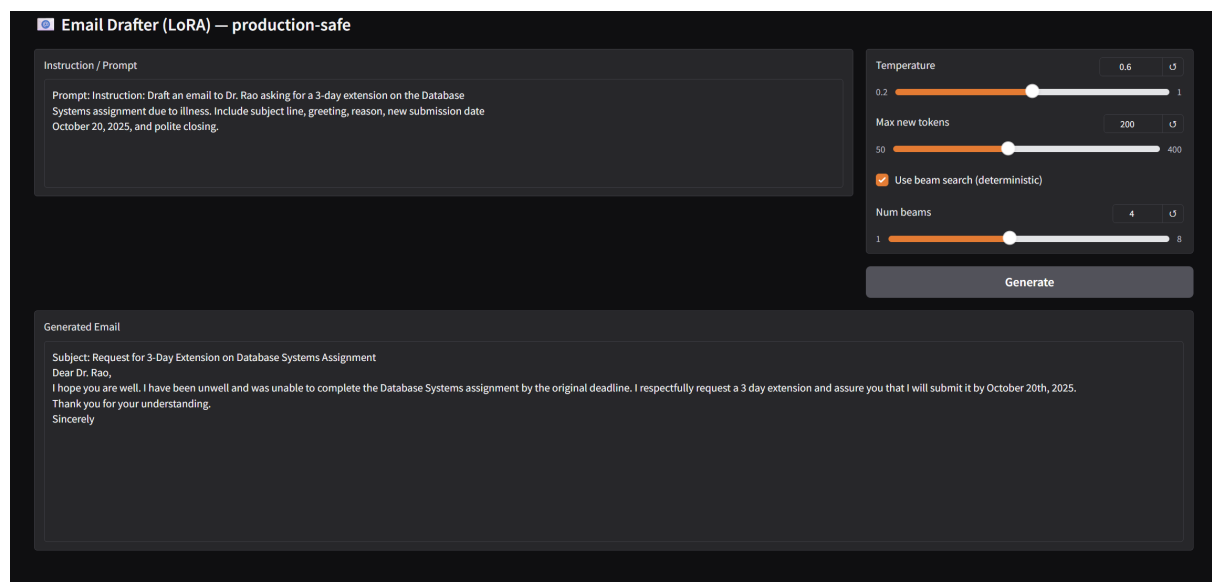 Email Drafter (LoRA) — production-safe
Instruction / Prompt
Prompt: Instruction: Draft an email to Dr. Rao asking for a 3-day extension on the Database
Systems assignment due to illness. Include subject line, greeting, reason, new submission date
October 20, 2025, and polite closing.
Temperature
0.6
↺
0.2
1
Max new tokens
200
↺
50
400
Use beam search (deterministic)
Num beams
4
↺
1
8
Generate
Generated Email
Subject: Request for 3-Day Extension on Database Systems Assignment
Dear Dr. Rao,
I hope you are well. I have been unwell and was unable to complete the Database Systems assignment by the original deadline. I respectfully request a 3 day extension and assure you that I will submit it by October 20th, 2025.
Thank you for your understanding.
Sincerely